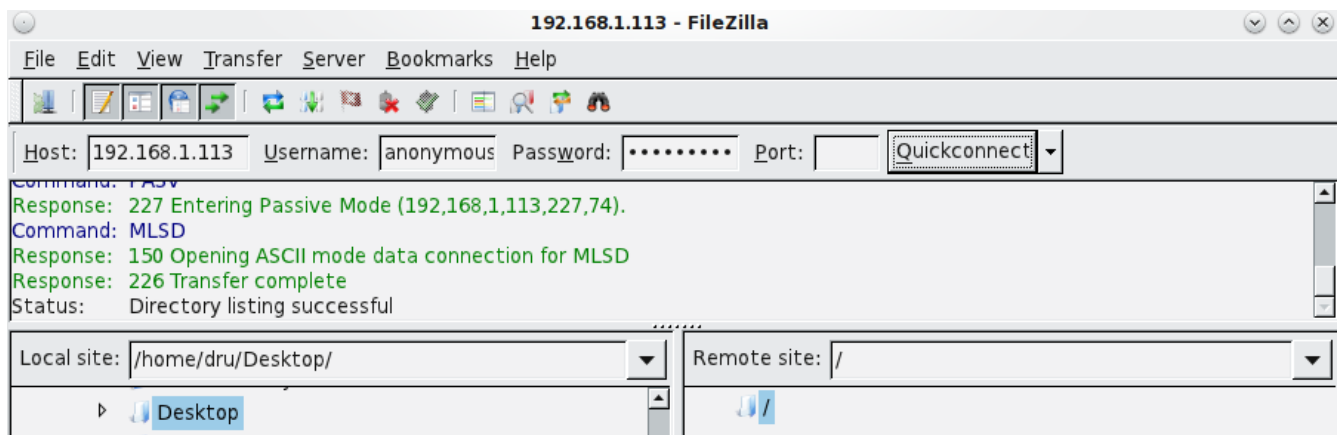 192.168.1.113 - FileZilla
File Edit View Transfer Server Bookmarks Help
Host: 192.168.1.113 Username: anonymous Password: ••••••••• Port: Quickconnect
Command: PASV
Response: 227 Entering Passive Mode (192,168,1,113,227,74).
Command: MLSD
Response: 150 Opening ASCII mode data connection for MLSD
Response: 226 Transfer complete
Status: Directory listing successful
Local site: /home/dru/Desktop/
Remote site: /
Desktop
/